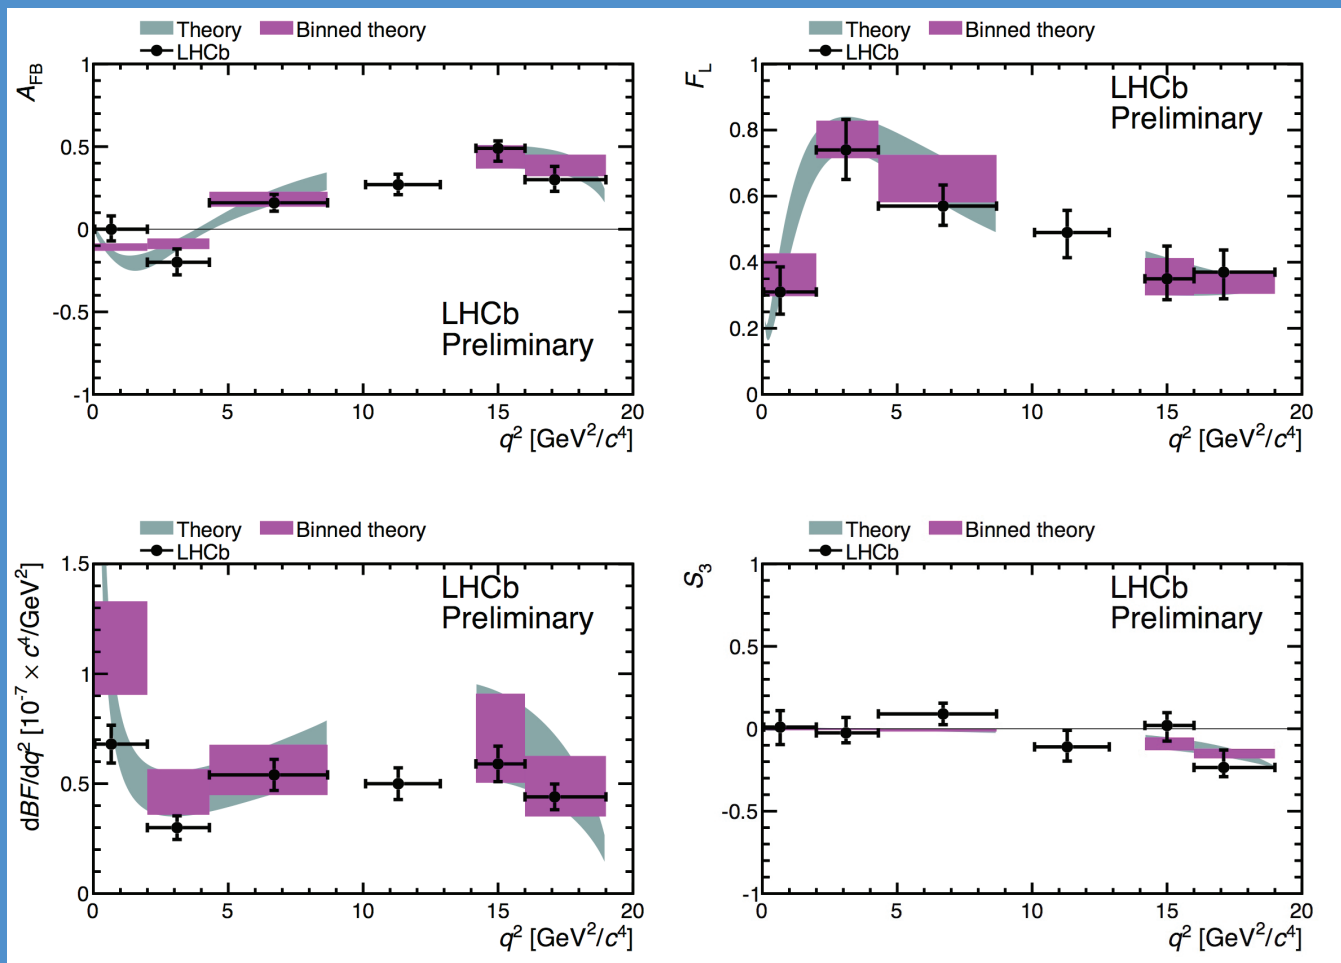 Theory Binned theory
LHCb
A_FB
1
0.5
0
-0.5
-1
LHCb
Preliminary
0 5 10 15 20
q² [GeV²/c⁴]
Theory Binned theory
LHCb
F_L
1
0.8
0.6
0.4
0.2
0
LHCb
Preliminary
0 5 10 15 20
q² [GeV²/c⁴]
Theory Binned theory
LHCb
dBF/dq² [10⁻⁷ × c⁴/GeV²]
1.5
1
0.5
0
LHCb
Preliminary
0 5 10 15 20
q² [GeV²/c⁴]
Theory Binned theory
LHCb
S₃
1
0.5
0
-0.5
-1
LHCb
Preliminary
0 5 10 15 20
q² [GeV²/c⁴]